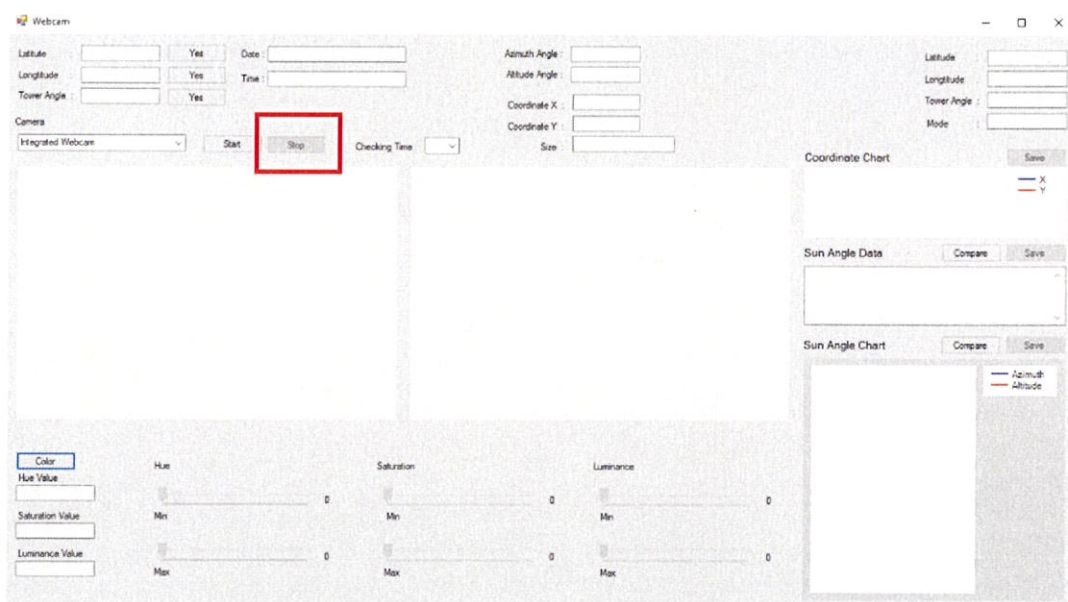 Webcam
Latitute : Yes
Longtitude : Yes
Tower Angle : Yes
Date :
Time :
Azimuth Angle :
Altitude Angle :
Coordinate X :
Coordinate Y :
Size :
Latitude :
Longtitude :
Tower Angle :
Mode :
Camera
Integrated Webcam
Start
Stop
Checking Time
Coordinate Chart
Save
X
Y
Sun Angle Data
Compare
Save
Sun Angle Chart
Compare
Save
Azimuth
Altitude
Color
Hue Value
Saturation Value
Luminance Value
Hue
0
Min
0
Max
Saturation
0
Min
0
Max
Luminance
0
Min
0
Max